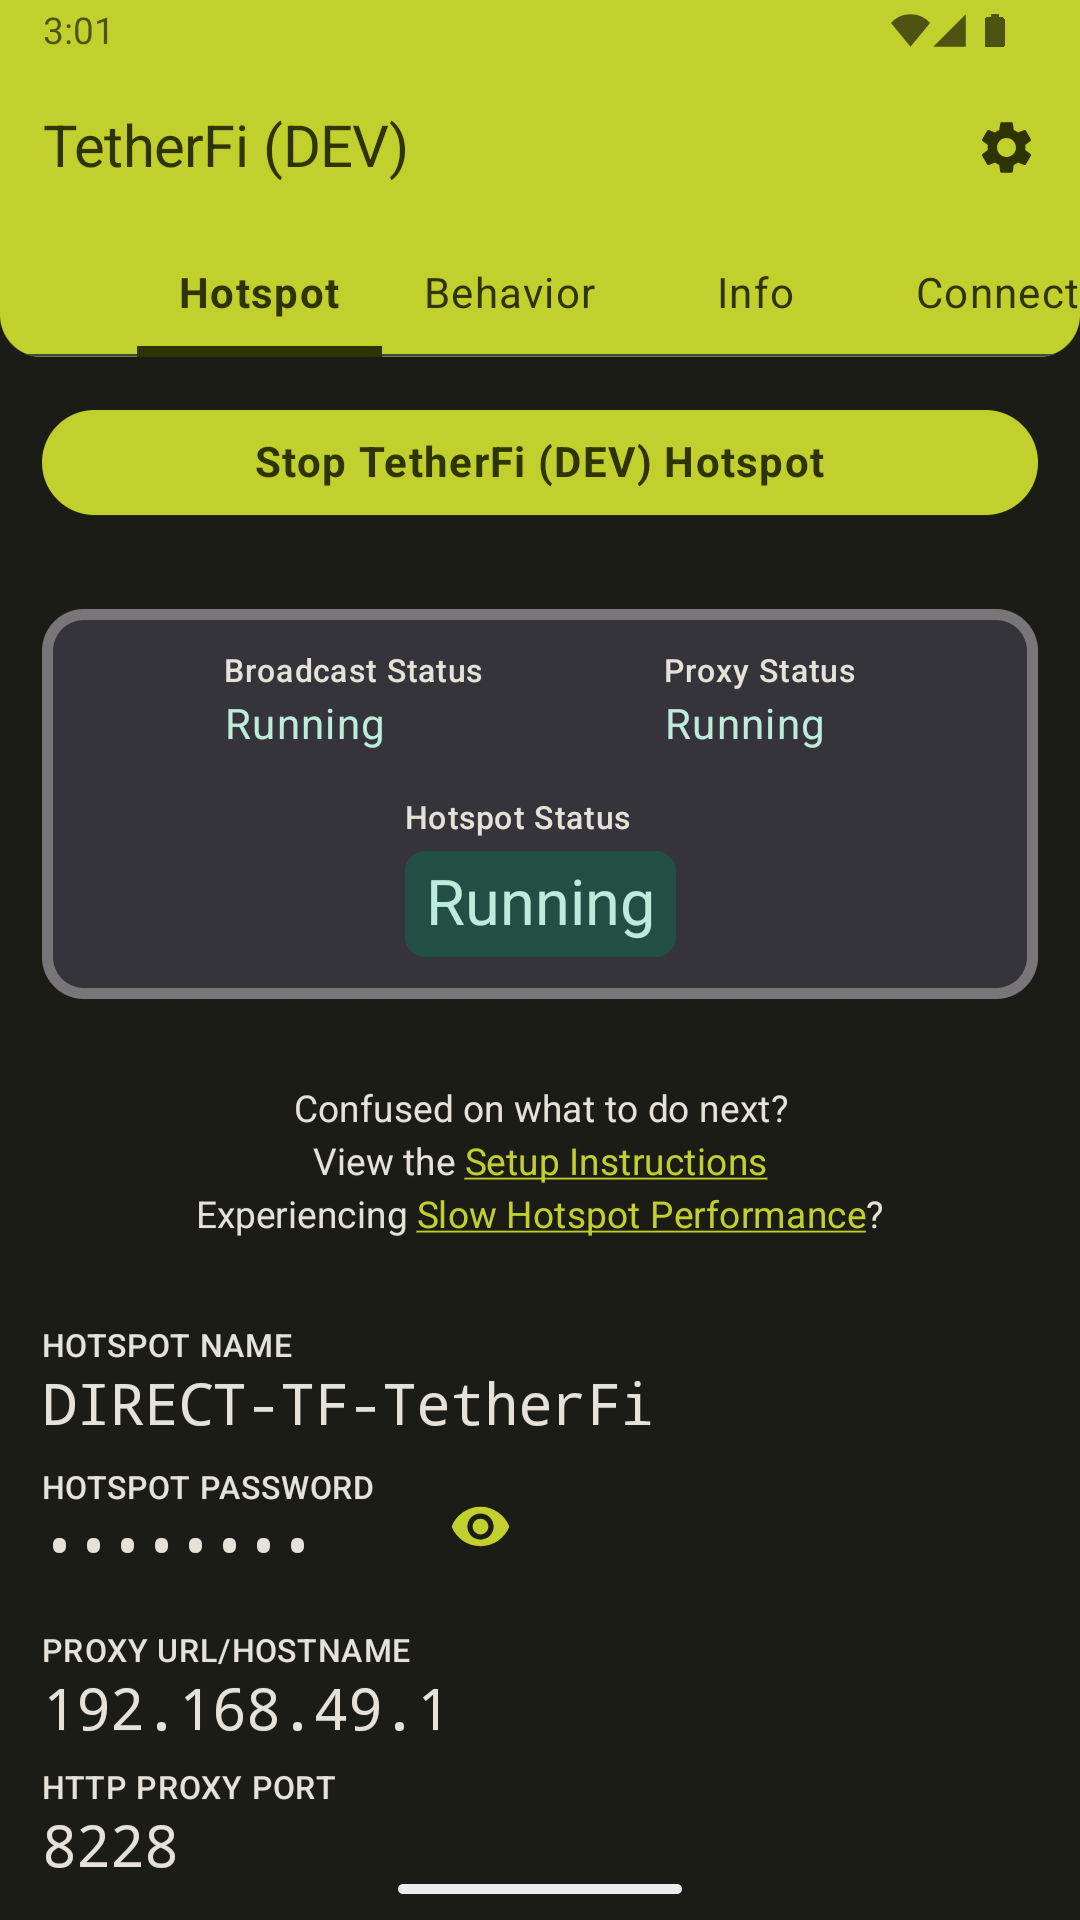 3:01
TetherFi (DEV)
Hotspot Behavior Info Connect
Stop TetherFi (DEV) Hotspot
Broadcast Status Proxy Status
Running Running
Hotspot Status
Running
Confused on what to do next?
View the Setup Instructions
Experiencing Slow Hotspot Performance?
HOTSPOT NAME
DIRECT-TF-TetherFi
HOTSPOT PASSWORD
••••••••
PROXY URL/HOSTNAME
192.168.49.1
HTTP PROXY PORT
8228